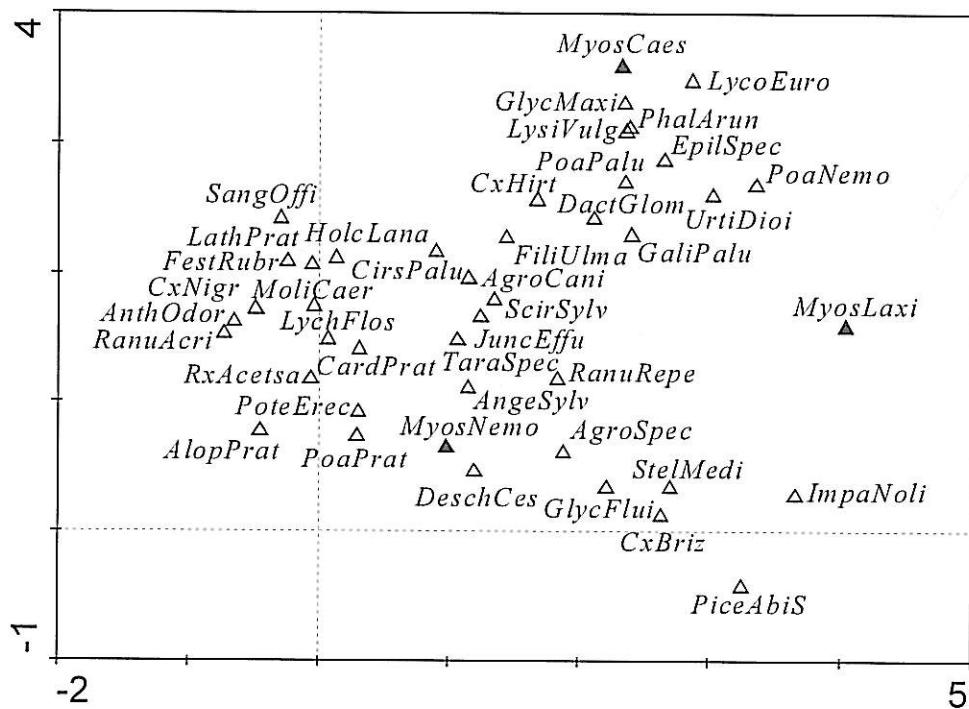 4
MyosCaes
LycoEuro
GlycMaxi
PhalArun
LysiVulg
EpilSpec
PoaPalu
PoaNemo
CxHirt
SangOffi
DactGlom
UrtiDioi
LathPrat HolcLana
FiliUlma GaliPalu
FestRubr
CirsPalu
AgroCani
CxNigr MoliCaer
ScirSylv
MyosLaxi
AnthOdor
LychFlos
RanuAcri
JuncEffu
CardPrat TaraSpec
RxAcetsa
RanuRepe
AngeSylv
PoteErec
MyosNemo
AgroSpec
AlopPrat
PoaPrat
StelMedi
DeschCes
ImpaNoli
GlycFlui
CxBriz
PiceAbiS
-1
-2
5